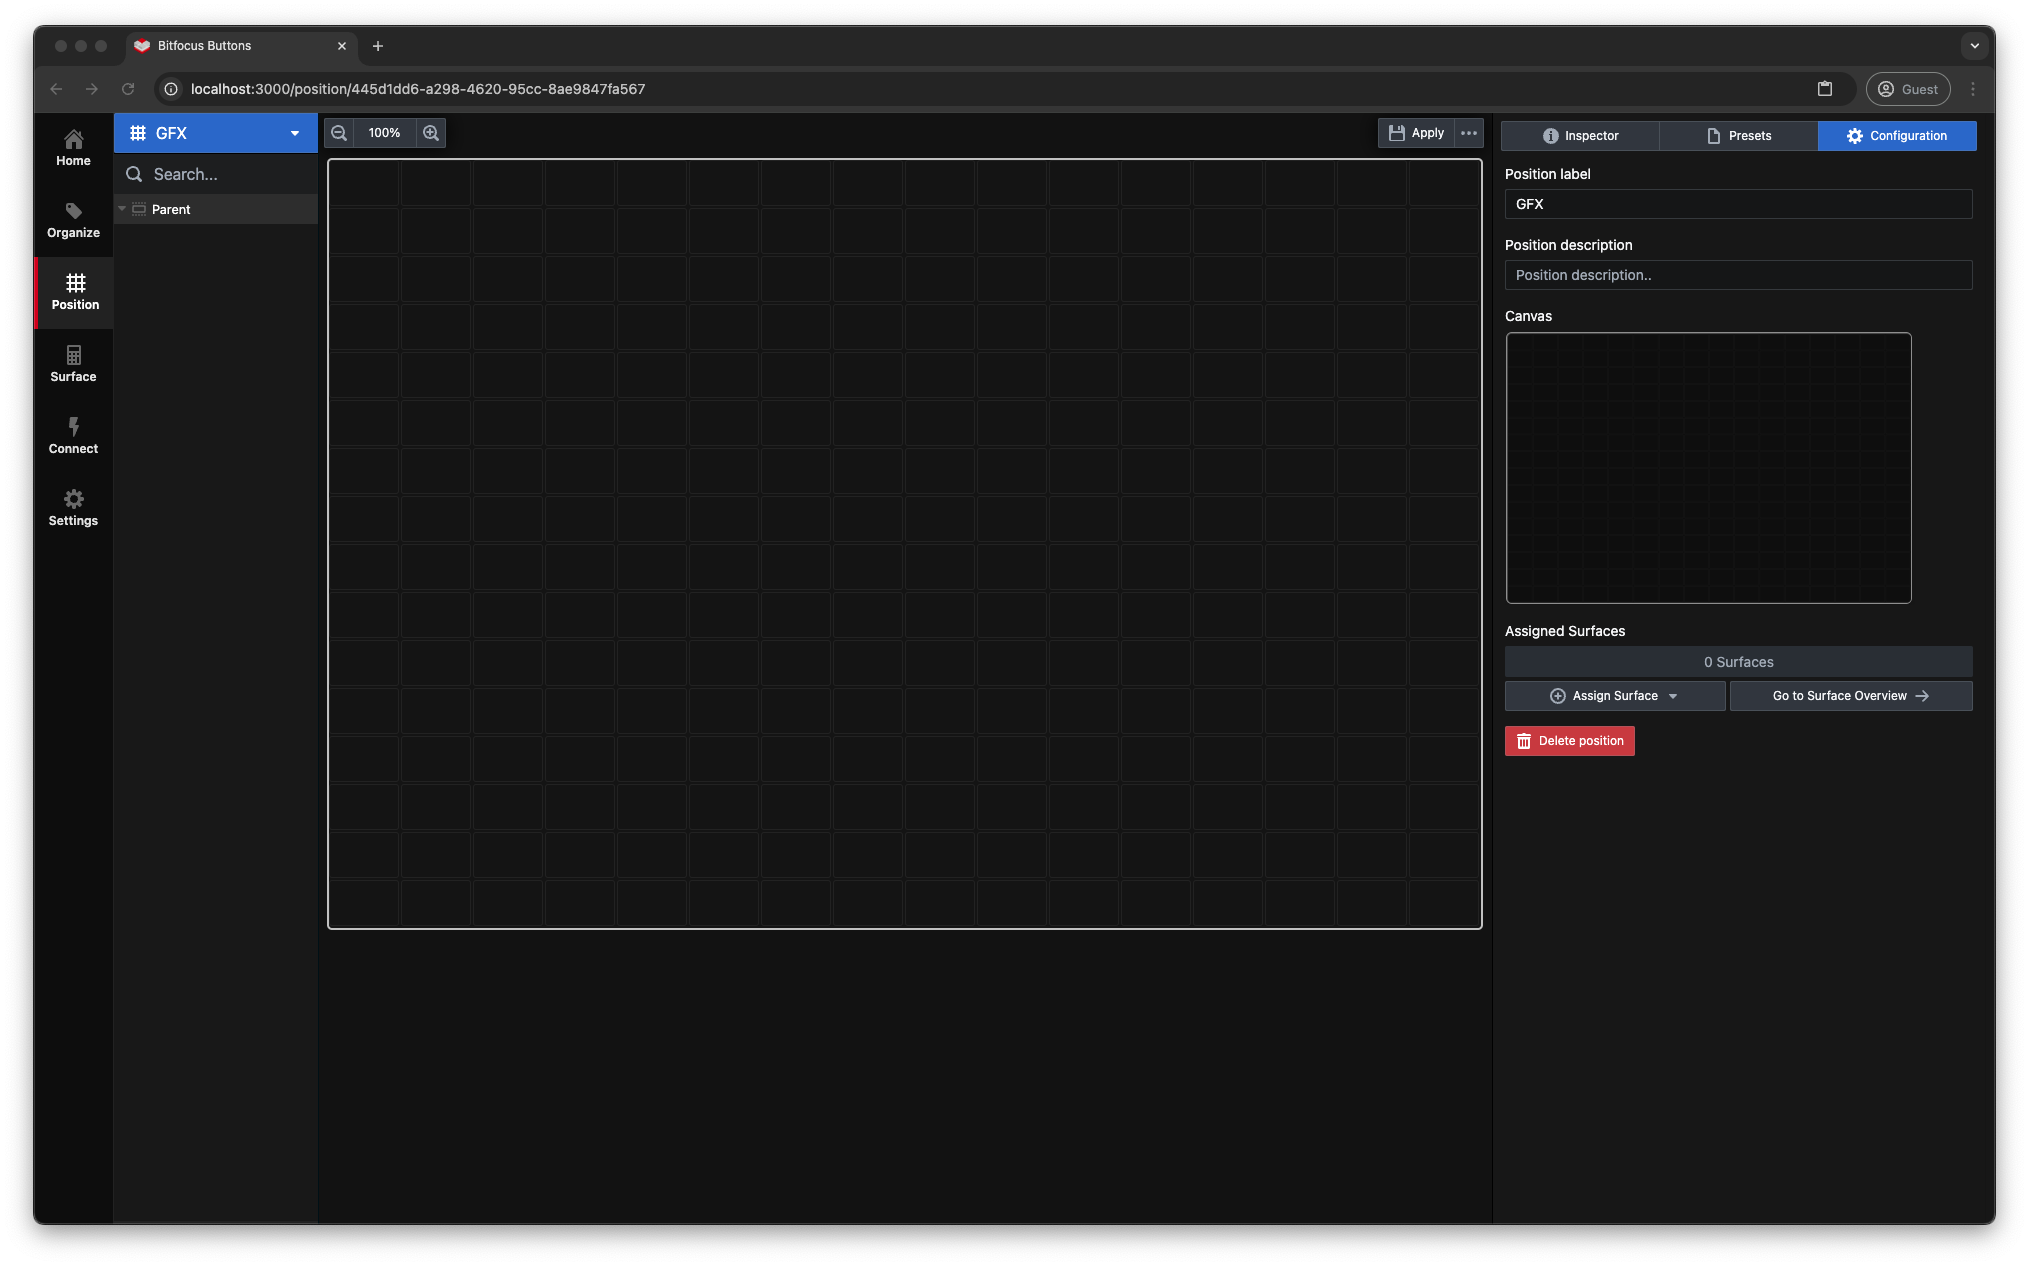 Bitfocus Buttons
localhost:3000/position/445d1dd6-a298-4620-95cc-8ae9847fa567
Guest
Home
Organize
Position
Surface
Connect
Settings
GFX
Search...
Parent
100%
Apply
Inspector
Presets
Configuration
Position label
GFX
Position description
Position description..
Canvas
Assigned Surfaces
0 Surfaces
Assign Surface
Go to Surface Overview
Delete position